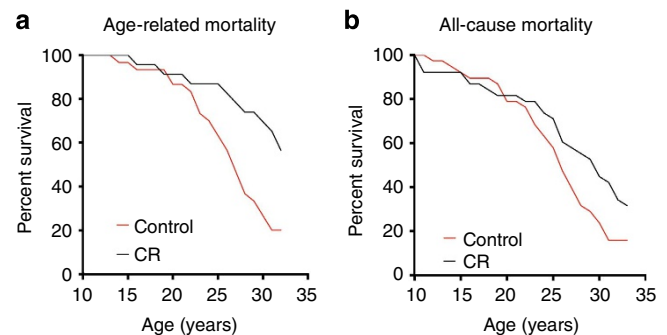 a
Age-related mortality
Percent survival
100
80
60
40
20
0
Control
CR
10 15 20 25 30 35
Age (years)
b
All-cause mortality
Percent survival
100
80
60
40
20
0
Control
CR
10 15 20 25 30 35
Age (years)